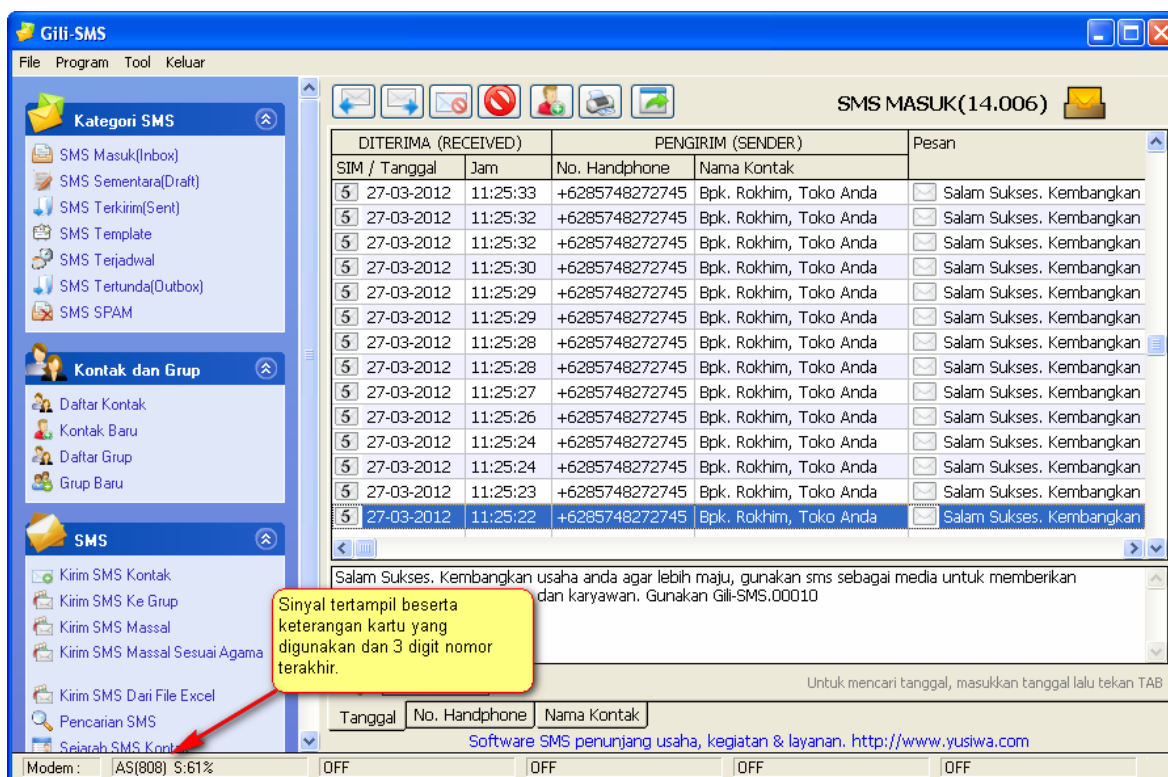 Gili-SMS
File Program Tool Keluar
Kategori SMS
SMS Masuk(Inbox)
SMS Sementara(Draft)
SMS Terkirim(Sent)
SMS Template
SMS Terjadwal
SMS Tertunda(Outbox)
SMS SPAM
Kontak dan Grup
Daftar Kontak
Kontak Baru
Daftar Grup
Grup Baru
SMS
Kirim SMS Kontak
Kirim SMS Ke Grup
Kirim SMS Massal
Kirim SMS Massal Sesuai Agama
Kirim SMS Dari File Excel
Pencarian SMS
Sejarah SMS Kontak
SMS MASUK(14.006)
DITERIMA (RECEIVED) PENGIRIM (SENDER) Pesan
SIM / Tanggal Jam No. Handphone Nama Kontak
5 27-03-2012 11:25:33 +6285748272745 Bpk. Rokhim, Toko Anda Salam Sukses. Kembangkan
5 27-03-2012 11:25:32 +6285748272745 Bpk. Rokhim, Toko Anda Salam Sukses. Kembangkan
5 27-03-2012 11:25:32 +6285748272745 Bpk. Rokhim, Toko Anda Salam Sukses. Kembangkan
5 27-03-2012 11:25:30 +6285748272745 Bpk. Rokhim, Toko Anda Salam Sukses. Kembangkan
5 27-03-2012 11:25:29 +6285748272745 Bpk. Rokhim, Toko Anda Salam Sukses. Kembangkan
5 27-03-2012 11:25:29 +6285748272745 Bpk. Rokhim, Toko Anda Salam Sukses. Kembangkan
5 27-03-2012 11:25:28 +6285748272745 Bpk. Rokhim, Toko Anda Salam Sukses. Kembangkan
5 27-03-2012 11:25:28 +6285748272745 Bpk. Rokhim, Toko Anda Salam Sukses. Kembangkan
5 27-03-2012 11:25:27 +6285748272745 Bpk. Rokhim, Toko Anda Salam Sukses. Kembangkan
5 27-03-2012 11:25:26 +6285748272745 Bpk. Rokhim, Toko Anda Salam Sukses. Kembangkan
5 27-03-2012 11:25:24 +6285748272745 Bpk. Rokhim, Toko Anda Salam Sukses. Kembangkan
5 27-03-2012 11:25:24 +6285748272745 Bpk. Rokhim, Toko Anda Salam Sukses. Kembangkan
5 27-03-2012 11:25:23 +6285748272745 Bpk. Rokhim, Toko Anda Salam Sukses. Kembangkan
5 27-03-2012 11:25:22 +6285748272745 Bpk. Rokhim, Toko Anda Salam Sukses. Kembangkan
Salam Sukses. Kembangkan usaha anda agar lebih maju, gunakan sms sebagai media untuk memberikan
dan karyawan. Gunakan Gili-SMS.00010
Sinyal tertampil beserta
keterangan kartu yang
digunakan dan 3 digit nomor
terakhir.
Untuk mencari tanggal, masukkan tanggal lalu tekan TAB
Tanggal No. Handphone Nama Kontak
Software SMS penunjang usaha, kegiatan & layanan. http://www.yusiwa.com
Modem : AS(808) S:61% OFF OFF OFF OFF